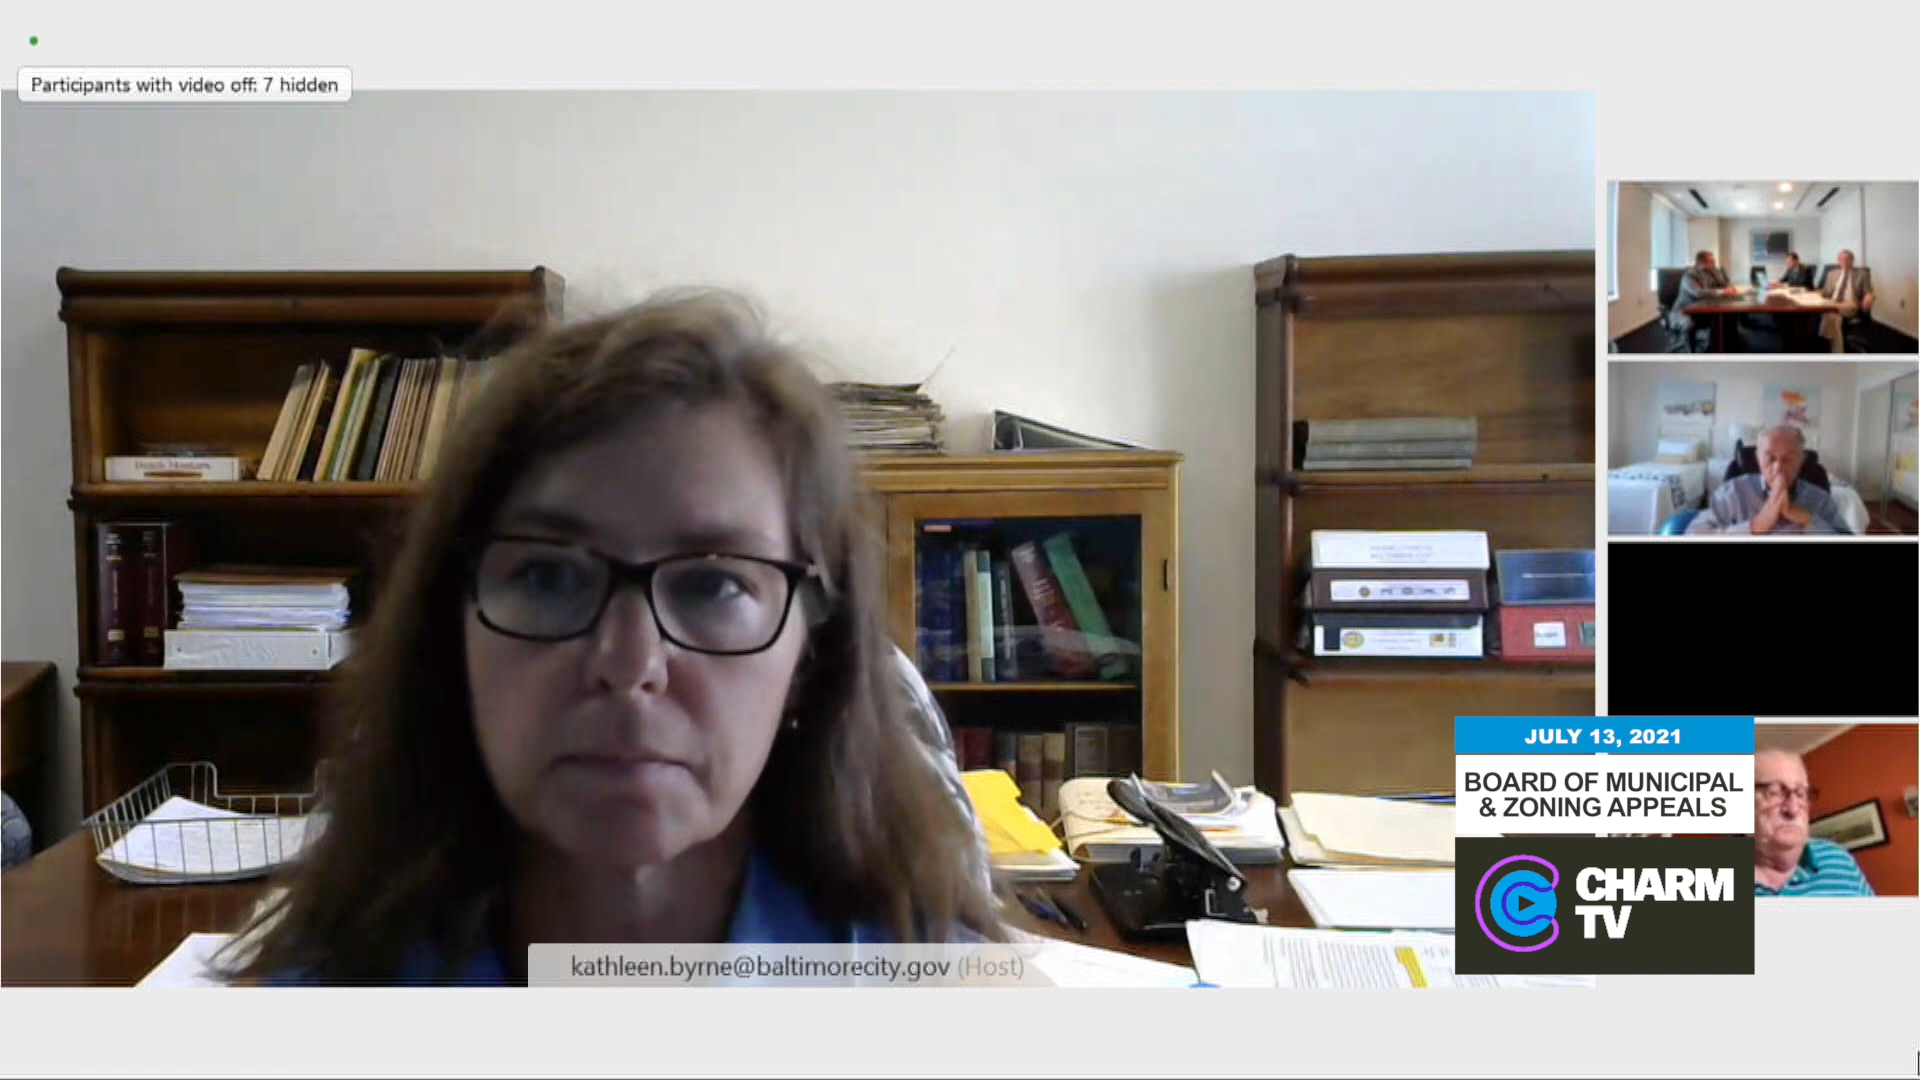 Participants with video off: 7 hidden
JULY 13, 2021
BOARD OF MUNICIPAL
& ZONING APPEALS
CHARM
TV
kathleen.byrne@baltimorecity.gov (Host)